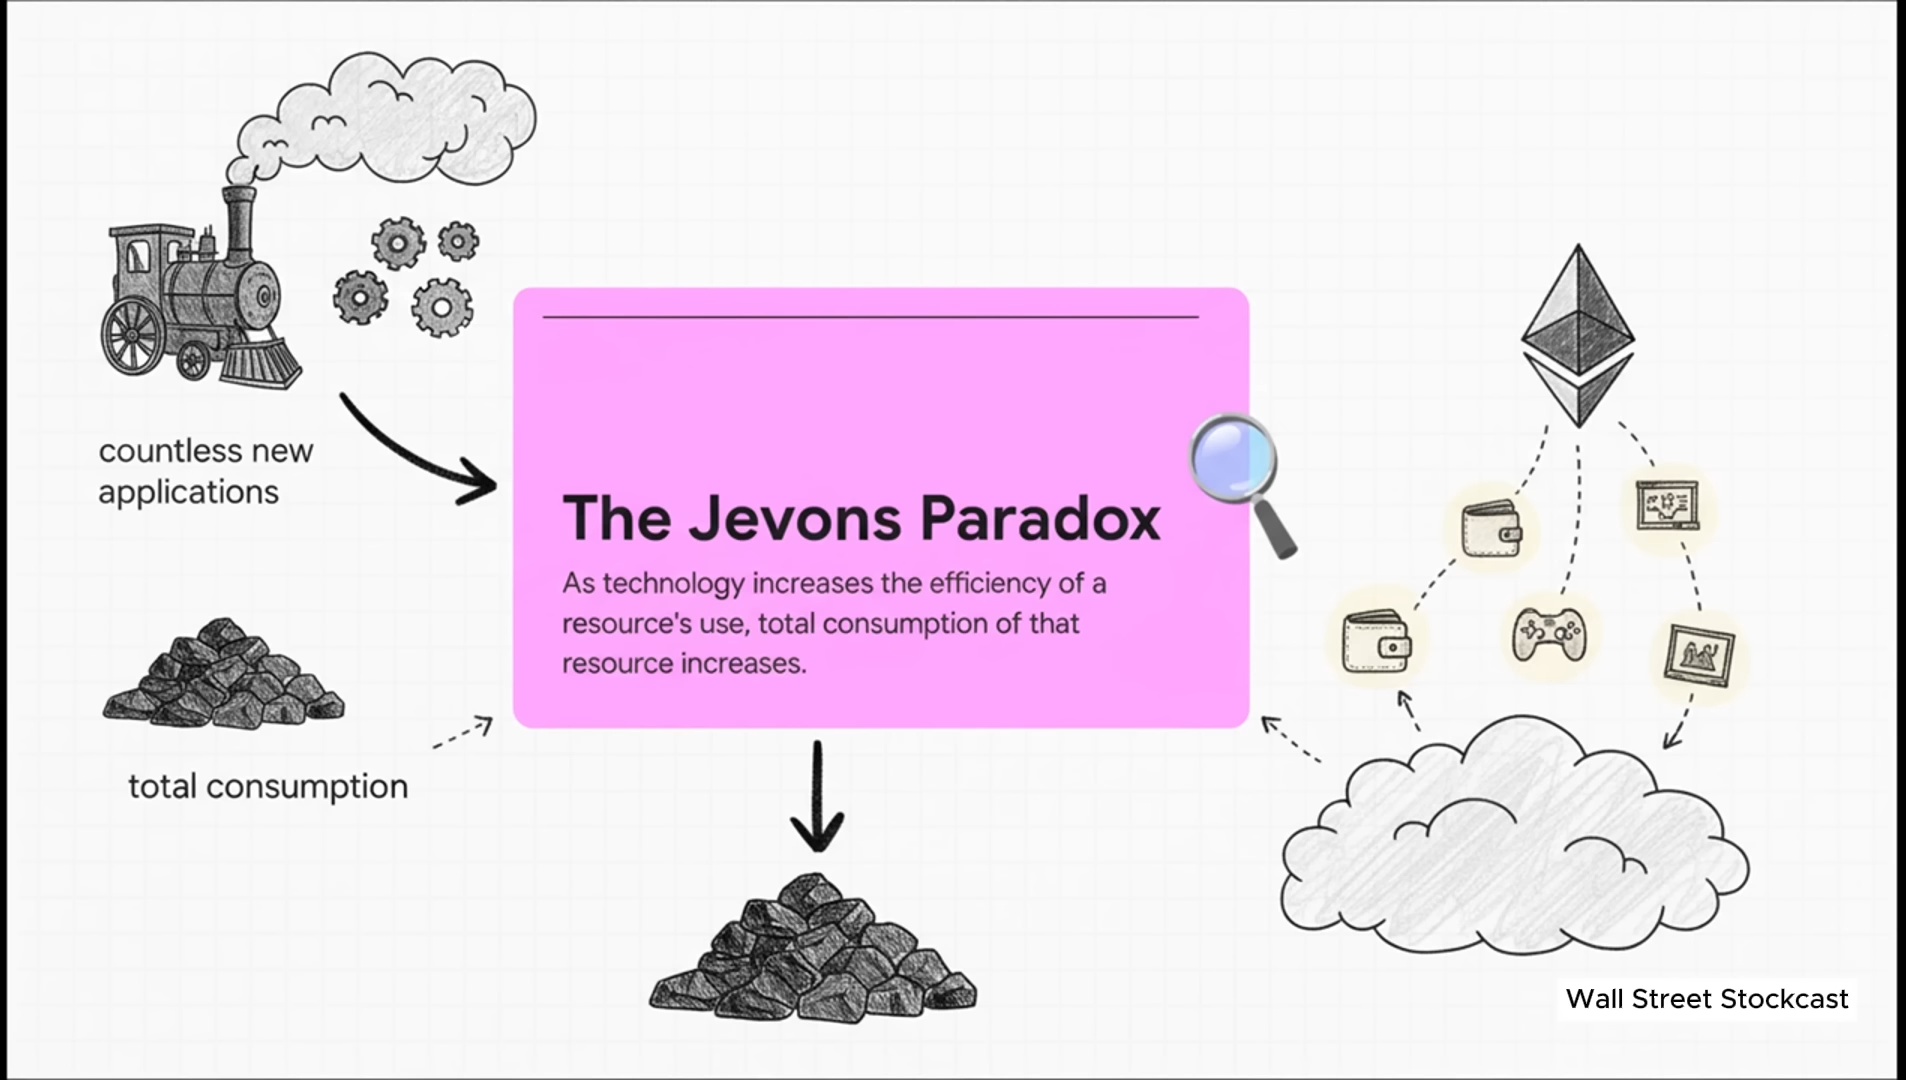 countless new
applications
total consumption
The Jevons Paradox
As technology increases the efficiency of a
resource's use, total consumption of that
resource increases.
Wall Street Stockcast